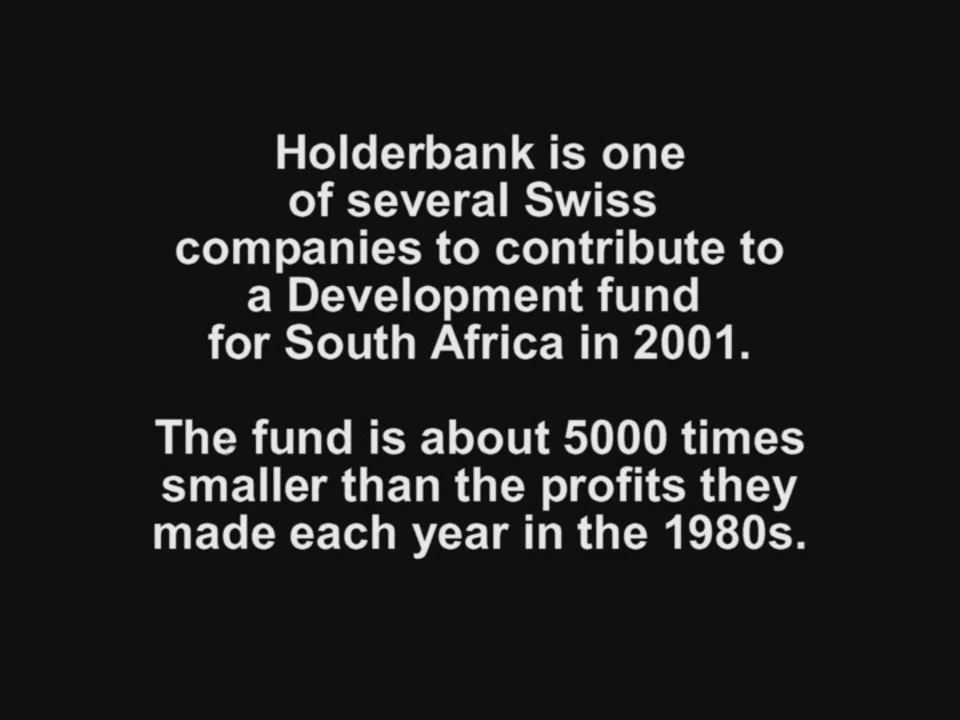 Holderbank is one
of several Swiss
companies to contribute to
a Development fund
for South Africa in 2001.
The fund is about 5000 times
smaller than the profits they
made each year in the 1980s.